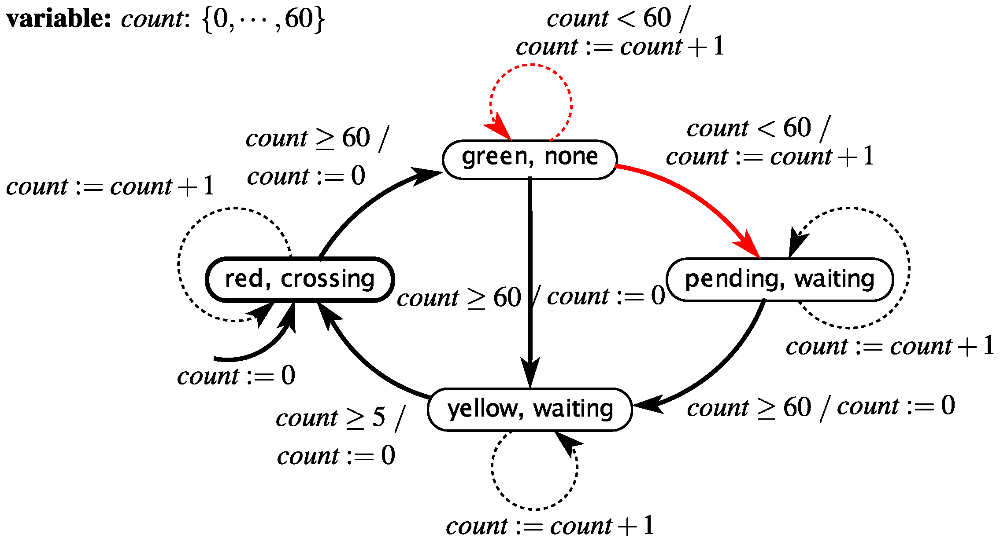 variable: count: {0, ⋯ , 60}
count < 60 /
count := count + 1
count ≥ 60 /
count := 0
count < 60 /
count := count + 1
count := count + 1
green, none
red, crossing
pending, waiting
count ≥ 60 / count := 0
count := count + 1
count := 0
yellow, waiting
count ≥ 5 /
count := 0
count ≥ 60 / count := 0
count := count + 1